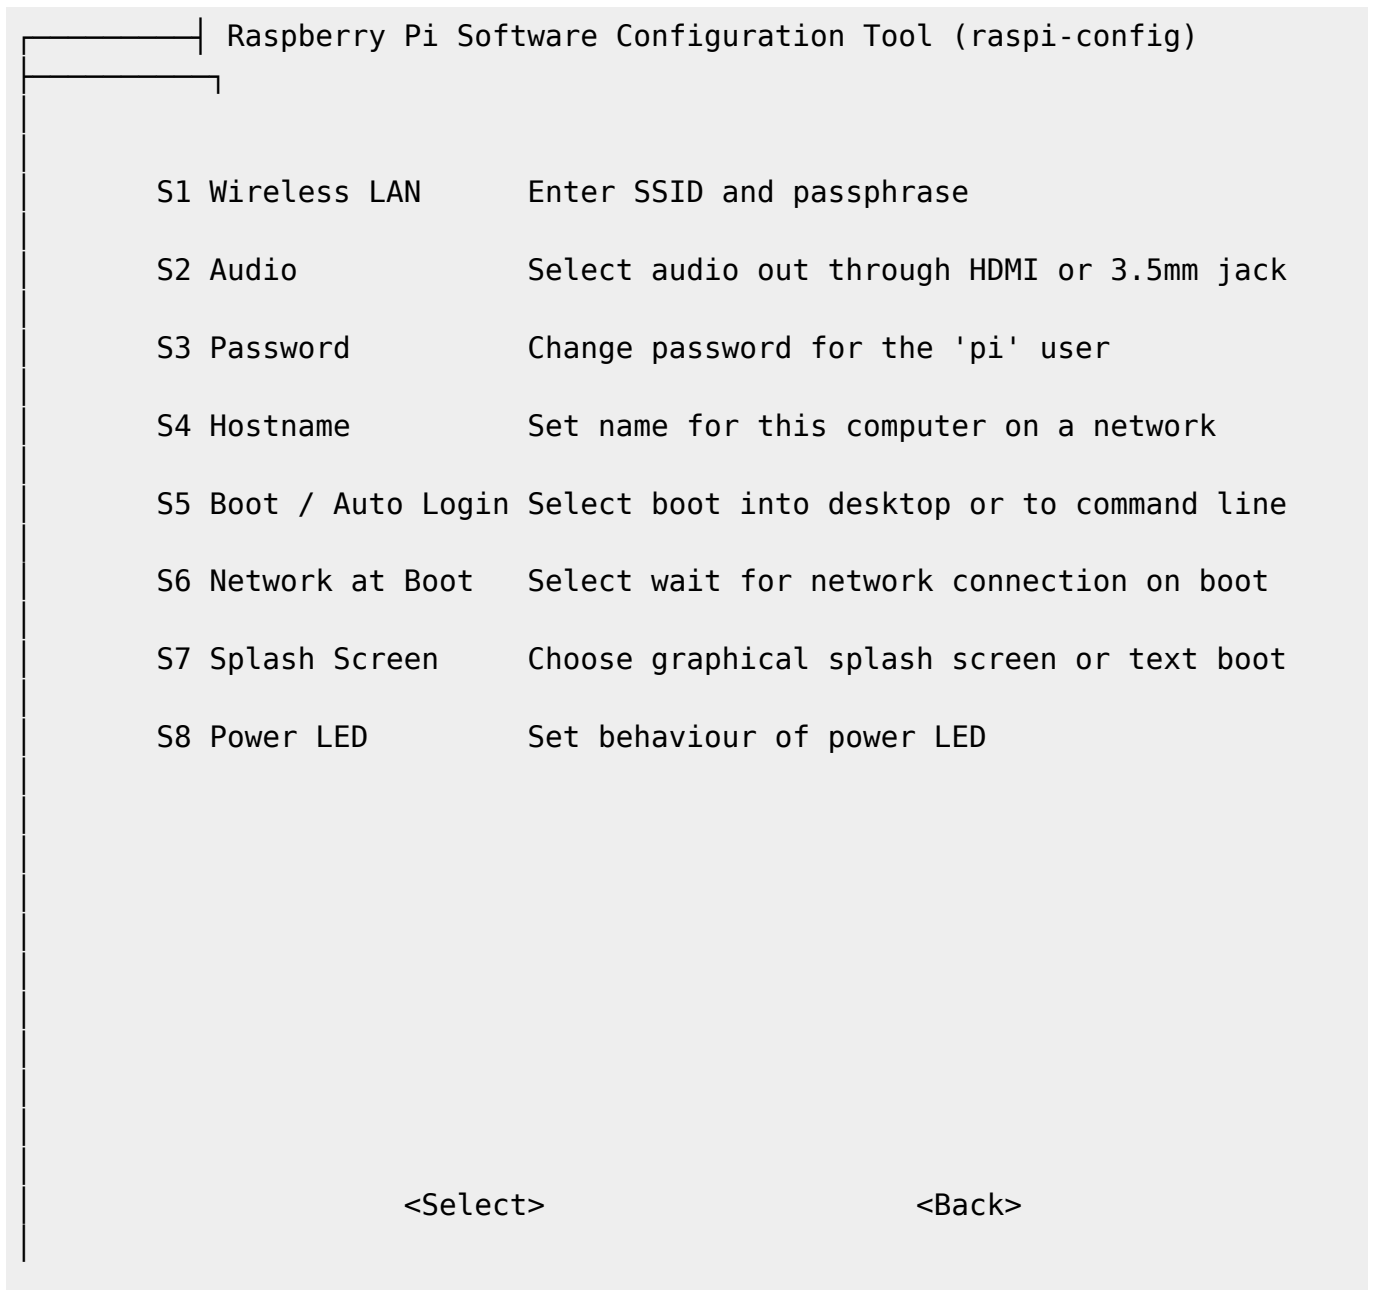 Raspberry Pi Software Configuration Tool (raspi-config)
S1 Wireless LAN Enter SSID and passphrase
S2 Audio Select audio out through HDMI or 3.5mm jack
S3 Password Change password for the 'pi' user
S4 Hostname Set name for this computer on a network
S5 Boot / Auto Login Select boot into desktop or to command line
S6 Network at Boot Select wait for network connection on boot
S7 Splash Screen Choose graphical splash screen or text boot
S8 Power LED Set behaviour of power LED
<Select> <Back>